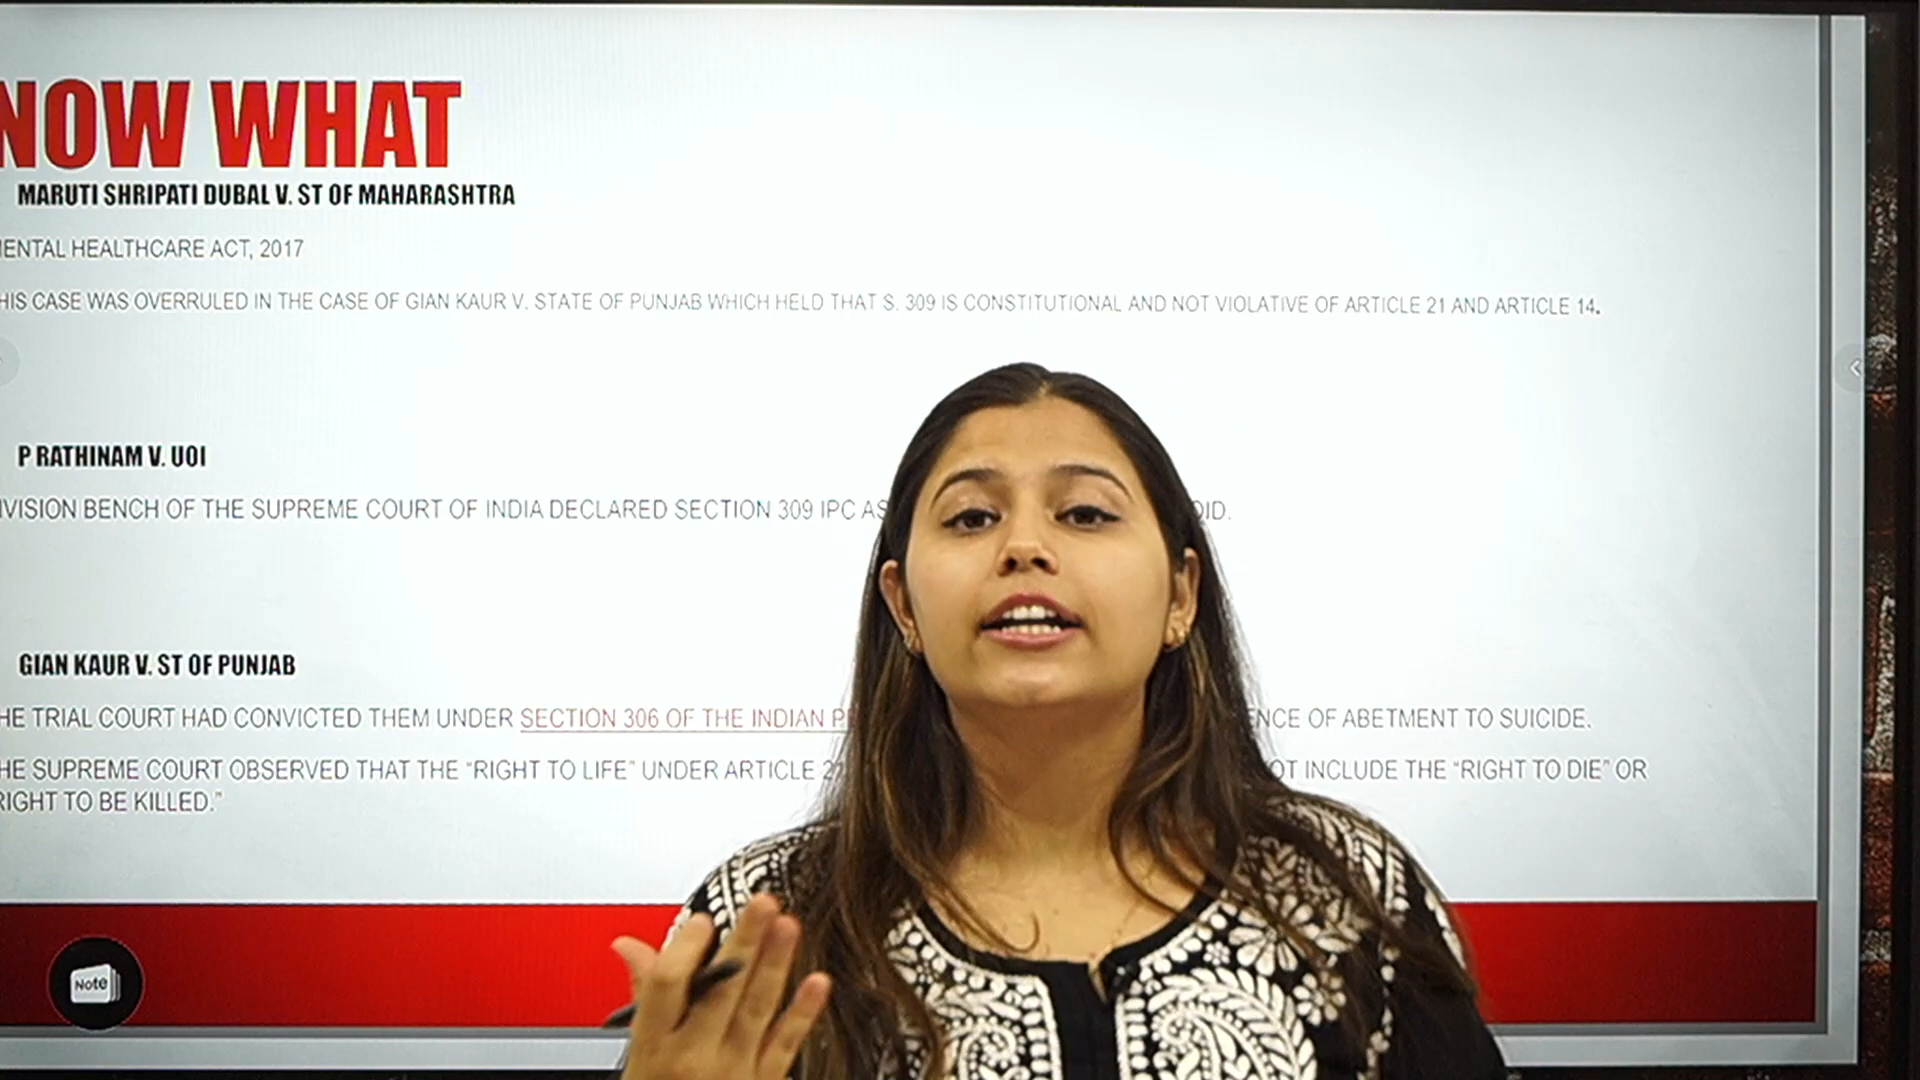 NOW WHAT
MARUTI SHRIPATI DUBAL V. ST OF MAHARASHTRA
ENTAL HEALTHCARE ACT, 2017
HIS CASE WAS OVERRULED IN THE CASE OF GIAN KAUR V. STATE OF PUNJAB WHICH HELD THAT S. 309 IS CONSTITUTIONAL AND NOT VIOLATIVE OF ARTICLE 21 AND ARTICLE 14.
P RATHINAM V. UOI
IVISION BENCH OF THE SUPREME COURT OF INDIA DECLARED SECTION 309 IPC AS OID.
GIAN KAUR V. ST OF PUNJAB
HE TRIAL COURT HAD CONVICTED THEM UNDER SECTION 306 OF THE INDIAN P ENCE OF ABETMENT TO SUICIDE.
HE SUPREME COURT OBSERVED THAT THE “RIGHT TO LIFE” UNDER ARTICLE 2 OT INCLUDE THE “RIGHT TO DIE” OR
RIGHT TO BE KILLED.”
Note